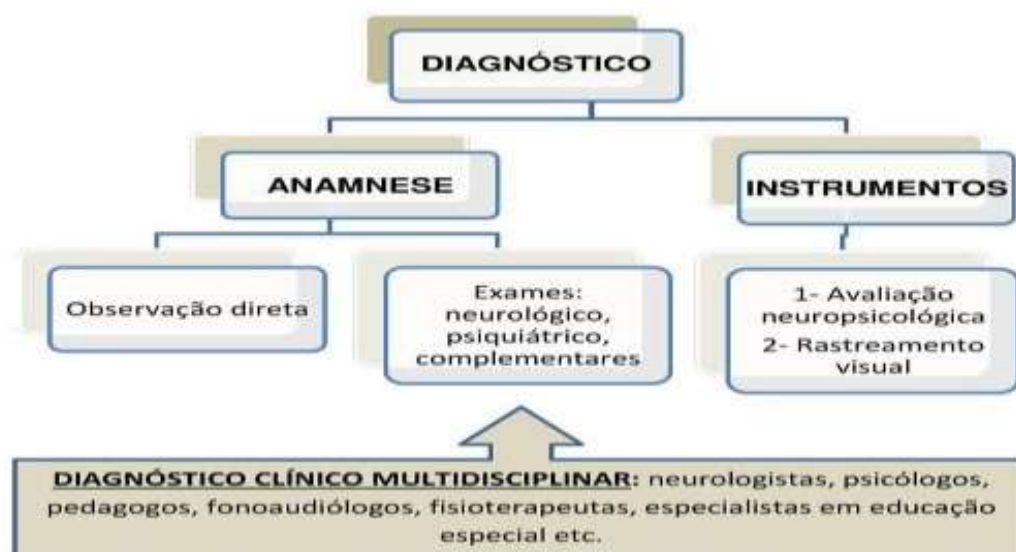 DIAGNÓSTICO
ANAMNESE
INSTRUMENTOS
Observação direta
Exames:
neurológico,
psiquiátrico,
complementares
1- Avaliação
neuropsicológica
2- Rastreamento
visual
DIAGNÓSTICO CLÍNICO MULTIDISCIPLINAR: neurologistas, psicólogos,
pedagogos, fonoaudiólogos, fisioterapeutas, especialistas em educação
especial etc.